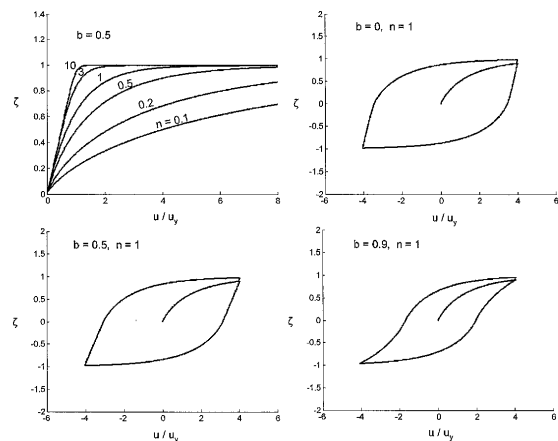 b = 0.5
1.4
1.2
1
0.8
0.6
0.4
0.2
0
ζ
10
3
1
0.5
0.2
n = 0.1
0 2 4 6 8
u / u_y
b=0, n = 1
2
1.5
1
0.5
0
-0.5
-1
-1.5
-2
ζ
-6 -4 -2 0 2 4 6
u / u_y
b = 0.5, n = 1
2
1.5
1
0.5
0
-0.5
-1
-1.5
-2
ζ
-6 -4 -2 0 2 4 6
u / u_y
b = 0.9, n = 1
2
1.5
1
0.5
0
-0.5
-1
-1.5
-2
ζ
-6 -4 -2 0 2 4 6
u / u_y